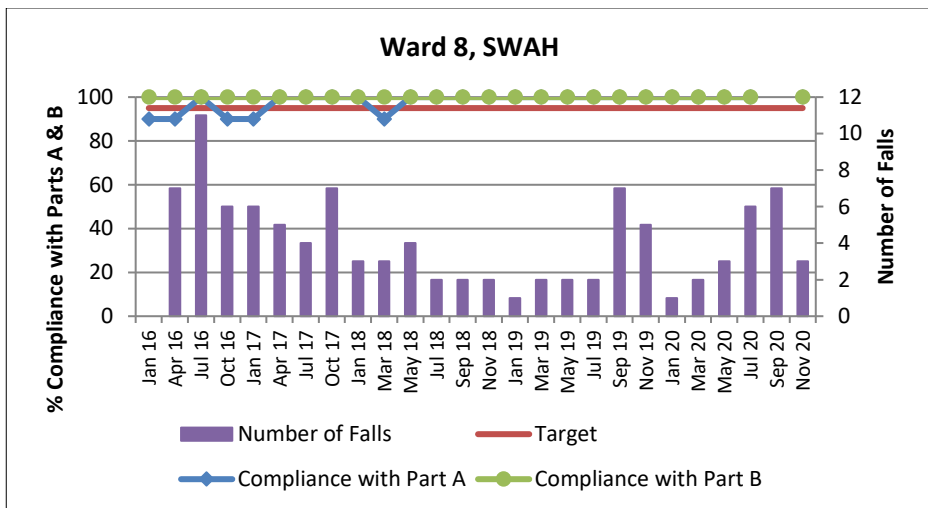 Ward 8, SWAH
% Compliance with Parts A & B
100
80
60
40
20
0
12
10
8
6
4
2
0
Number of Falls
Jan 16
Apr 16
Jul 16
Oct 16
Jan 17
Apr 17
Jul 17
Oct 17
Jan 18
Mar 18
May 18
Jul 18
Sep 18
Nov 18
Jan 19
Mar 19
May 19
Jul 19
Sep 19
Nov 19
Jan 20
Mar 20
May 20
Jul 20
Sep 20
Nov 20
Number of Falls
Target
Compliance with Part A
Compliance with Part B